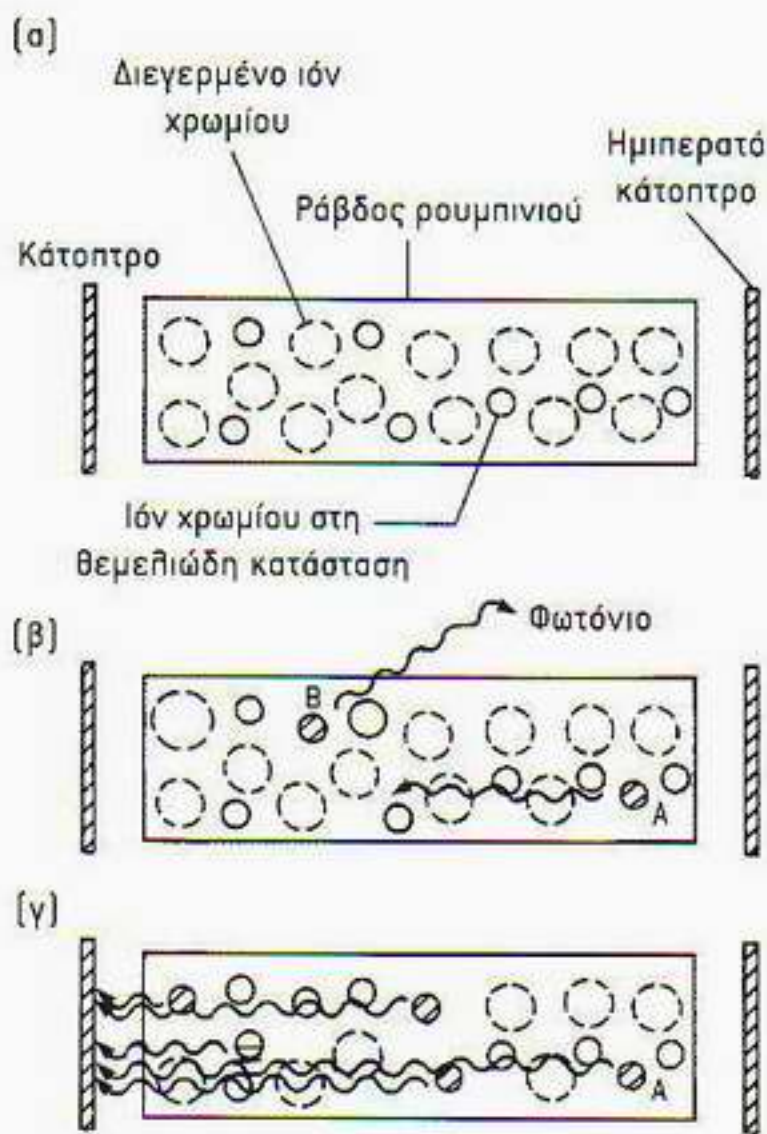 (α)
Διεγερμένο ιόν
χρωμίου
Ημιπερατό
κάτοπτρο
Ράβδος ρουμπινιού
Κάτοπτρο
Ιόν χρωμίου στη
θεμελιώδη κατάσταση
(β)
Φωτόνιο
B
A
(γ)
A